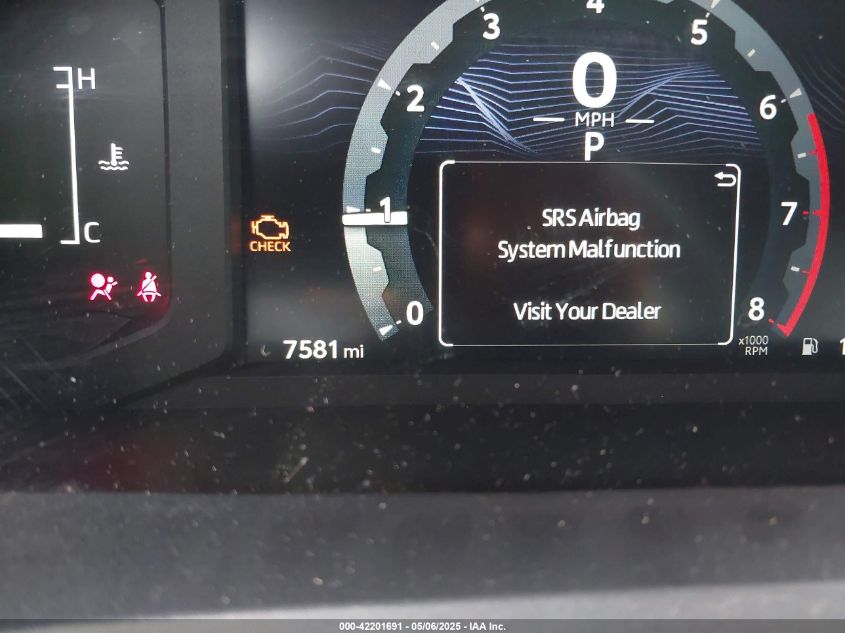 H
C
CHECK
7581 mi
0
1
2
3
4
5
6
7
8
x1000
RPM
0
MPH
P
SRS Airbag
System Malfunction
Visit Your Dealer
1
000-42201691 - 05/06/2025 - IAA Inc.